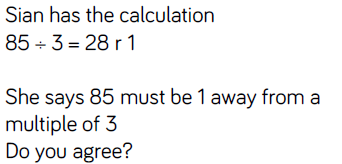 Sian has the calculation
85 ÷ 3 = 28 r 1
She says 85 must be 1 away from a
multiple of 3
Do you agree?